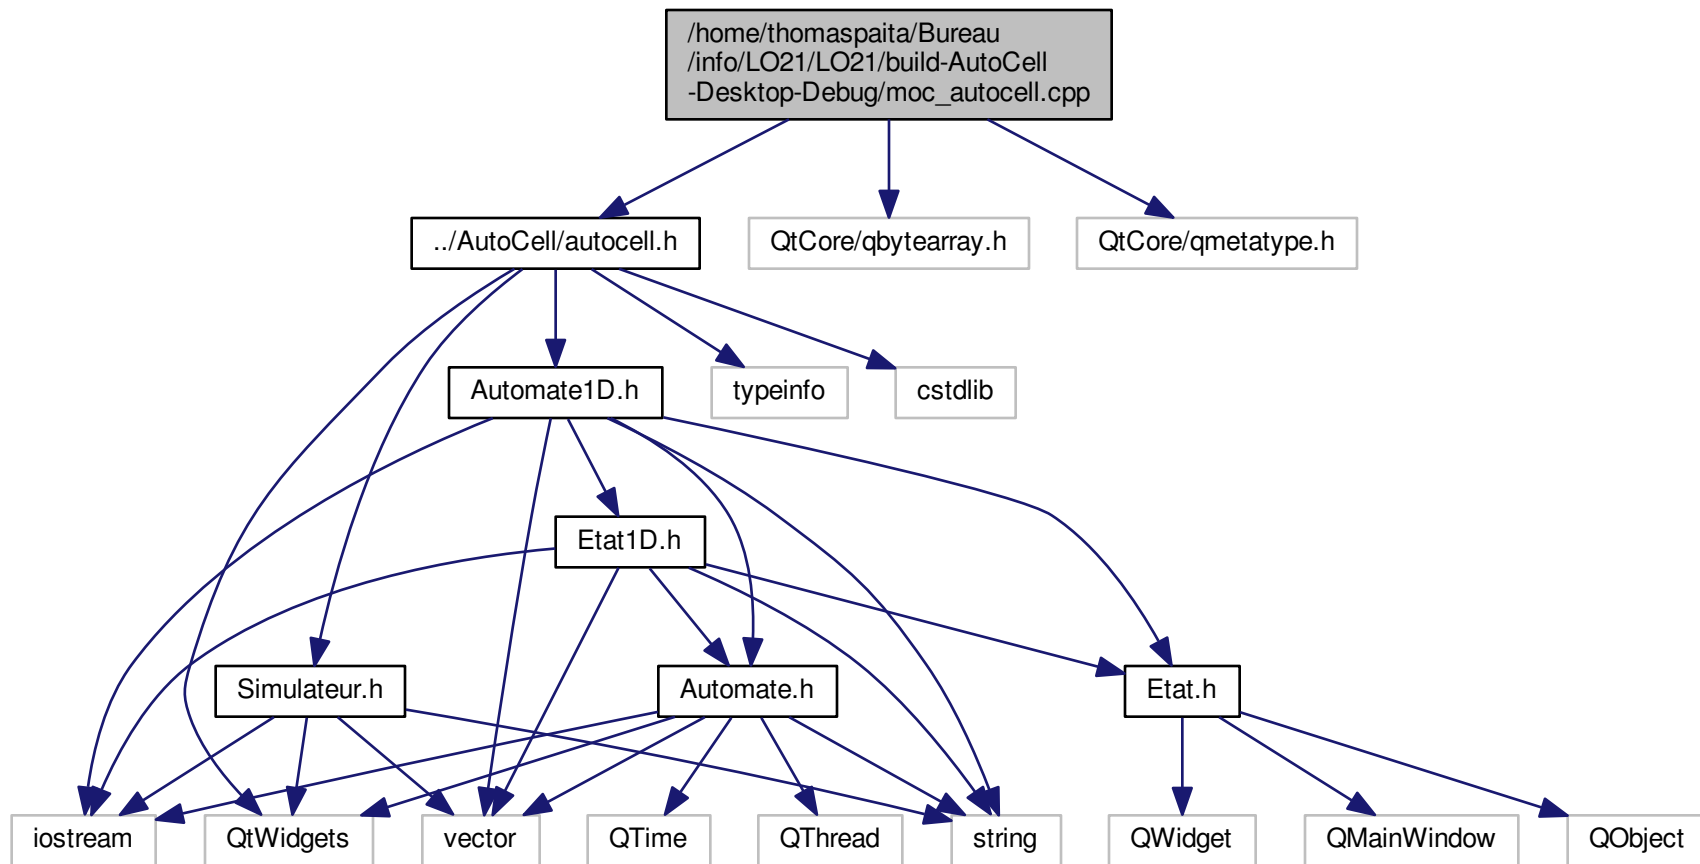 /home/thomaspaita/Bureau
/info/LO21/LO21/build-AutoCell
-Desktop-Debug/moc_autocell.cpp
../AutoCell/autocell.h
QtCore/qbytearray.h
QtCore/qmetatype.h
Automate1D.h
typeinfo
cstdlib
Etat1D.h
Simulateur.h
Automate.h
Etat.h
iostream
QtWidgets
vector
QTime
QThread
string
QWidget
QMainWindow
QObject